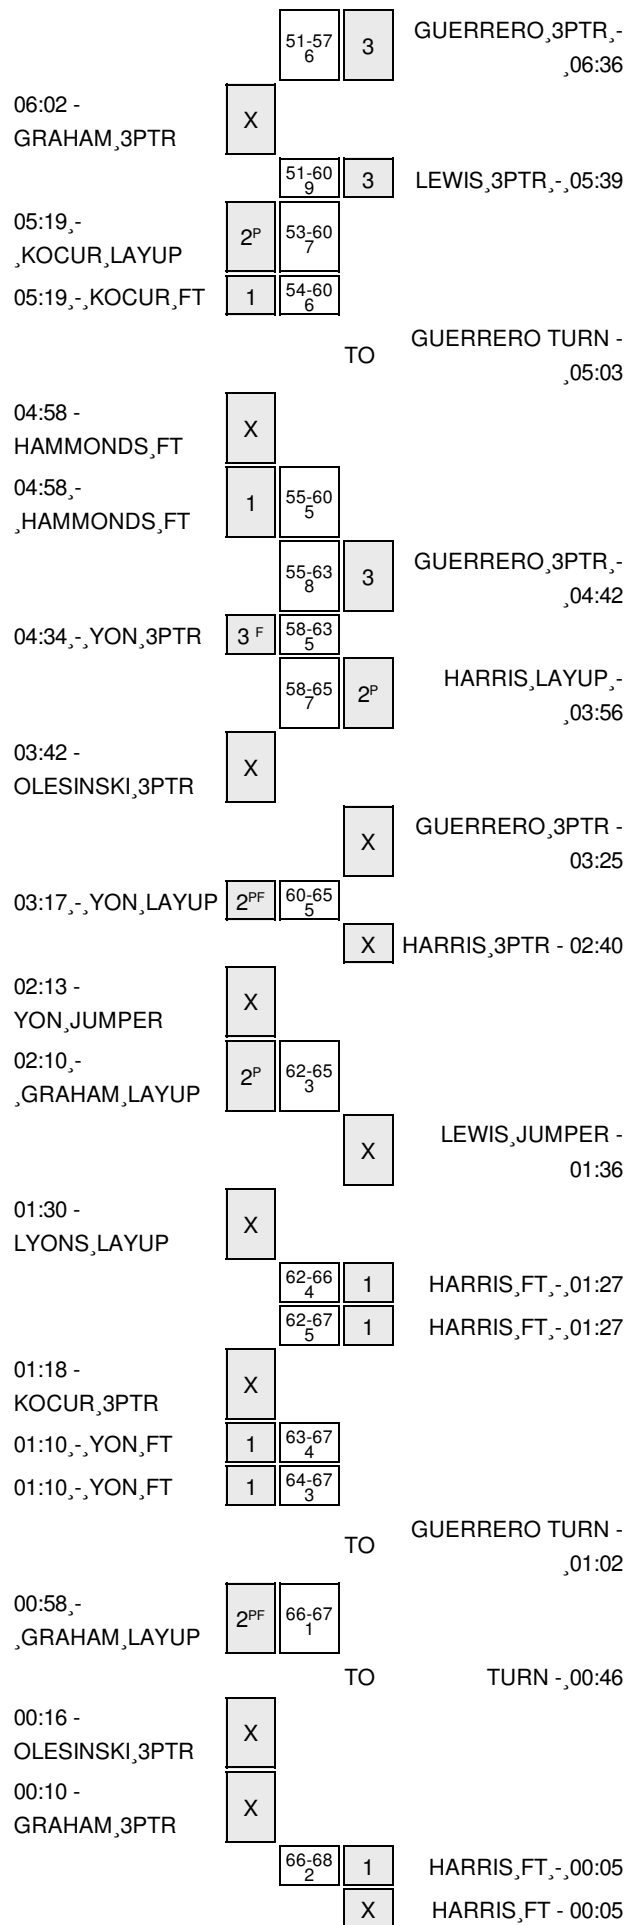 51-57 6 3 GUERRERO¸3PTR¸-
¸06:36
06:02 -
GRAHAM¸3PTR X
51-60 9 3 LEWIS¸3PTR¸-¸05:39
05:19¸-
¸KOCUR¸LAYUP 2P 53-60 7
05:19¸-¸KOCUR¸FT 1 54-60 6
TO GUERRERO TURN -
¸05:03
04:58 -
HAMMONDS¸FT X
04:58¸-
¸HAMMONDS¸FT 1 55-60 5
55-63 8 3 GUERRERO¸3PTR¸-
¸04:42
04:34¸-¸YON¸3PTR 3 F 58-63 5
58-65 7 2P HARRIS¸LAYUP¸-
¸03:56
03:42 -
OLESINSKI¸3PTR X
X GUERRERO¸3PTR -
03:25
03:17¸-¸YON¸LAYUP 2PF 60-65 5
X HARRIS¸3PTR - 02:40
02:13 -
YON¸JUMPER X
02:10¸-
¸GRAHAM¸LAYUP 2P 62-65 3
X LEWIS¸JUMPER -
01:36
01:30 -
LYONS¸LAYUP X
62-66 4 1 HARRIS¸FT¸-¸01:27
62-67 5 1 HARRIS¸FT¸-¸01:27
01:18 -
KOCUR¸3PTR X
01:10¸-¸YON¸FT 1 63-67 4
01:10¸-¸YON¸FT 1 64-67 3
TO GUERRERO TURN -
¸01:02
00:58¸-
¸GRAHAM¸LAYUP 2PF 66-67 1
TO TURN -¸00:46
00:16 -
OLESINSKI¸3PTR X
00:10 -
GRAHAM¸3PTR X
66-68 2 1 HARRIS¸FT¸-¸00:05
X HARRIS¸FT - 00:05